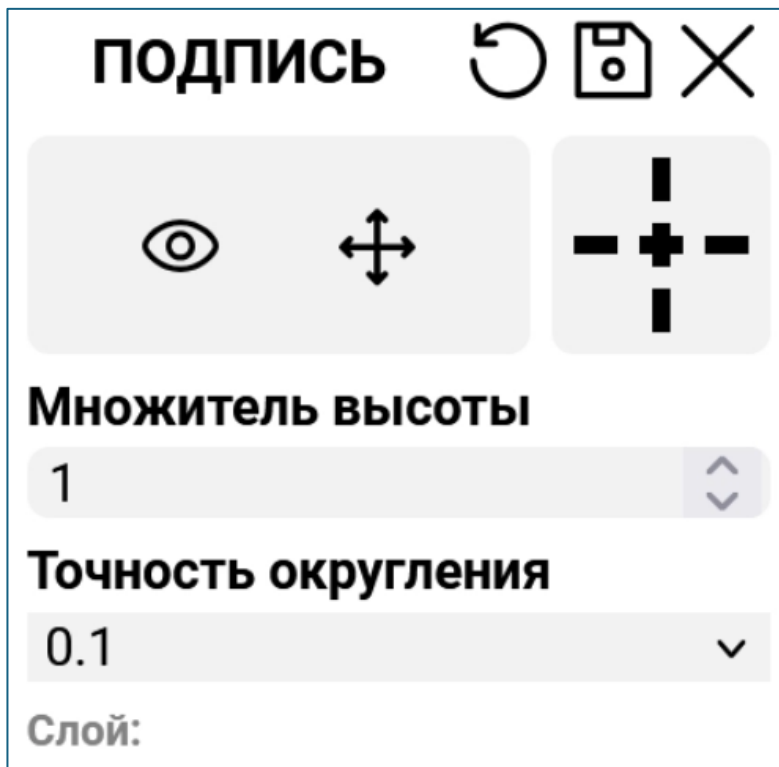 ПОДПИСЬ
Множитель высоты
1
Точность округления
0.1
Слой: